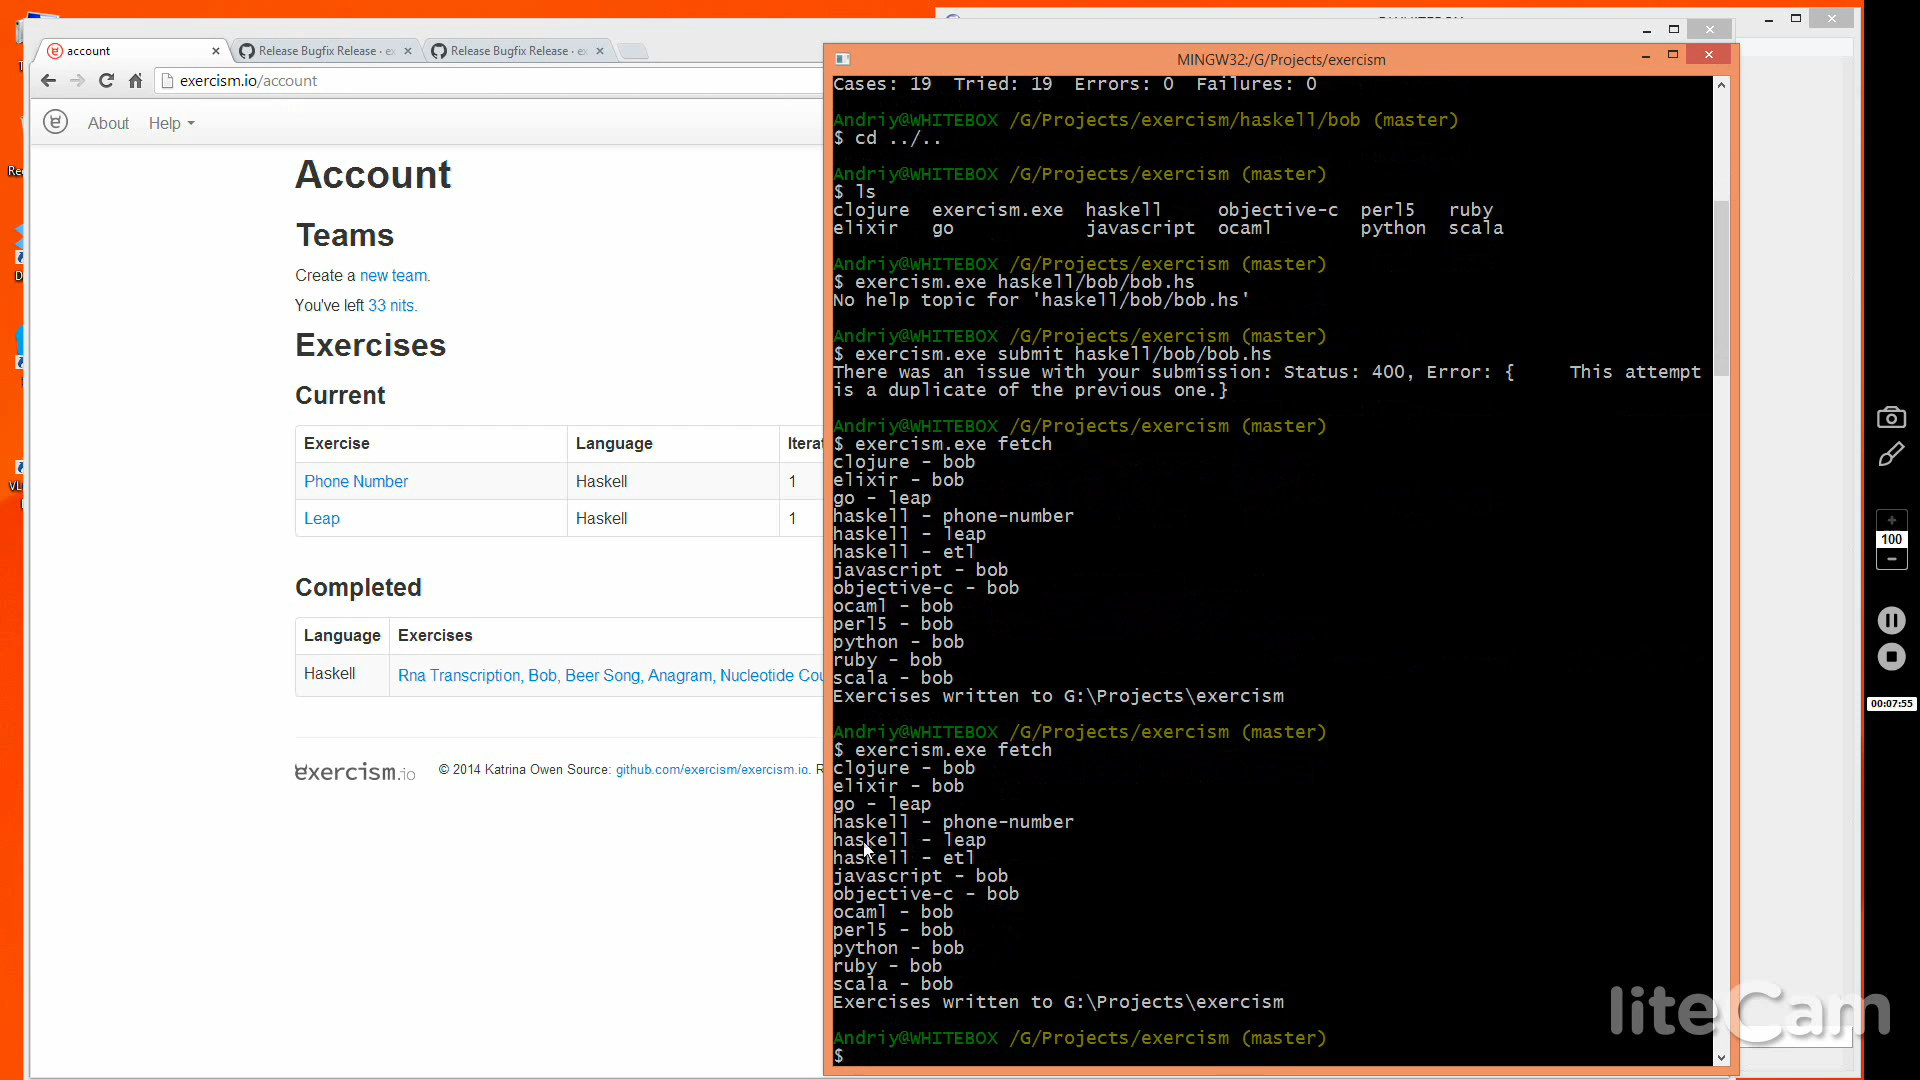 account
Release Bugfix Release · ex
Release Bugfix Release · ex
exercism.io/account
About
Help
Account
Teams
Create a new team.
You've left 33 nits.
Exercises
Current
Exercise Language Iterat
Phone Number Haskell 1
Leap Haskell 1
Completed
Language Exercises
Haskell Rna Transcription, Bob, Beer Song, Anagram, Nucleotide Cou
exercism.io © 2014 Katrina Owen Source: github.com/exercism/exercism.io. R
MINGW32:/G/Projects/exercism
Cases: 19 Tried: 19 Errors: 0 Failures: 0
Andriy@WHITEBOX /G/Projects/exercism/haskell/bob (master)
$ cd ../..
Andriy@WHITEBOX /G/Projects/exercism (master)
$ ls
clojure exercism.exe haskell objective-c perl5 ruby
elixir go javascript ocaml python scala
Andriy@WHITEBOX /G/Projects/exercism (master)
$ exercism.exe haskell/bob/bob.hs
No help topic for 'haskell/bob/bob.hs'
Andriy@WHITEBOX /G/Projects/exercism (master)
$ exercism.exe submit haskell/bob/bob.hs
There was an issue with your submission: Status: 400, Error: { This attempt
is a duplicate of the previous one.}
Andriy@WHITEBOX /G/Projects/exercism (master)
$ exercism.exe fetch
clojure - bob
elixir - bob
go - leap
haskell - phone-number
haskell - leap
haskell - etl
javascript - bob
objective-c - bob
ocaml - bob
perl5 - bob
python - bob
ruby - bob
scala - bob
Exercises written to G:\Projects\exercism
Andriy@WHITEBOX /G/Projects/exercism (master)
$ exercism.exe fetch
clojure - bob
elixir - bob
go - leap
haskell - phone-number
haskell - leap
haskell - etl
javascript - bob
objective-c - bob
ocaml - bob
perl5 - bob
python - bob
ruby - bob
scala - bob
Exercises written to G:\Projects\exercism
Andriy@WHITEBOX /G/Projects/exercism (master)
$
100
00:07:55
liteCam